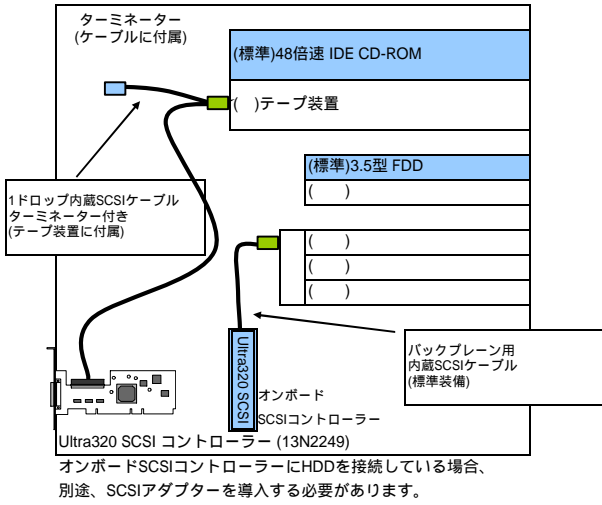 ターミネーター
(ケーブルに付属)
(標準)48倍速 IDE CD-ROM
(　)テープ装置
(標準)3.5型 FDD
(　)
1ドロップ内蔵SCSIケーブル
ターミネーター付き
(テープ装置に付属)
(　)
(　)
(　)
バックプレーン用
内蔵SCSIケーブル
(標準装備)
Ultra320 SCSI
オンボード
SCSIコントローラー
Ultra320 SCSI コントローラー (13N2249)
オンボードSCSIコントローラーにHDDを接続している場合、
別途、SCSIアダプターを導入する必要があります。